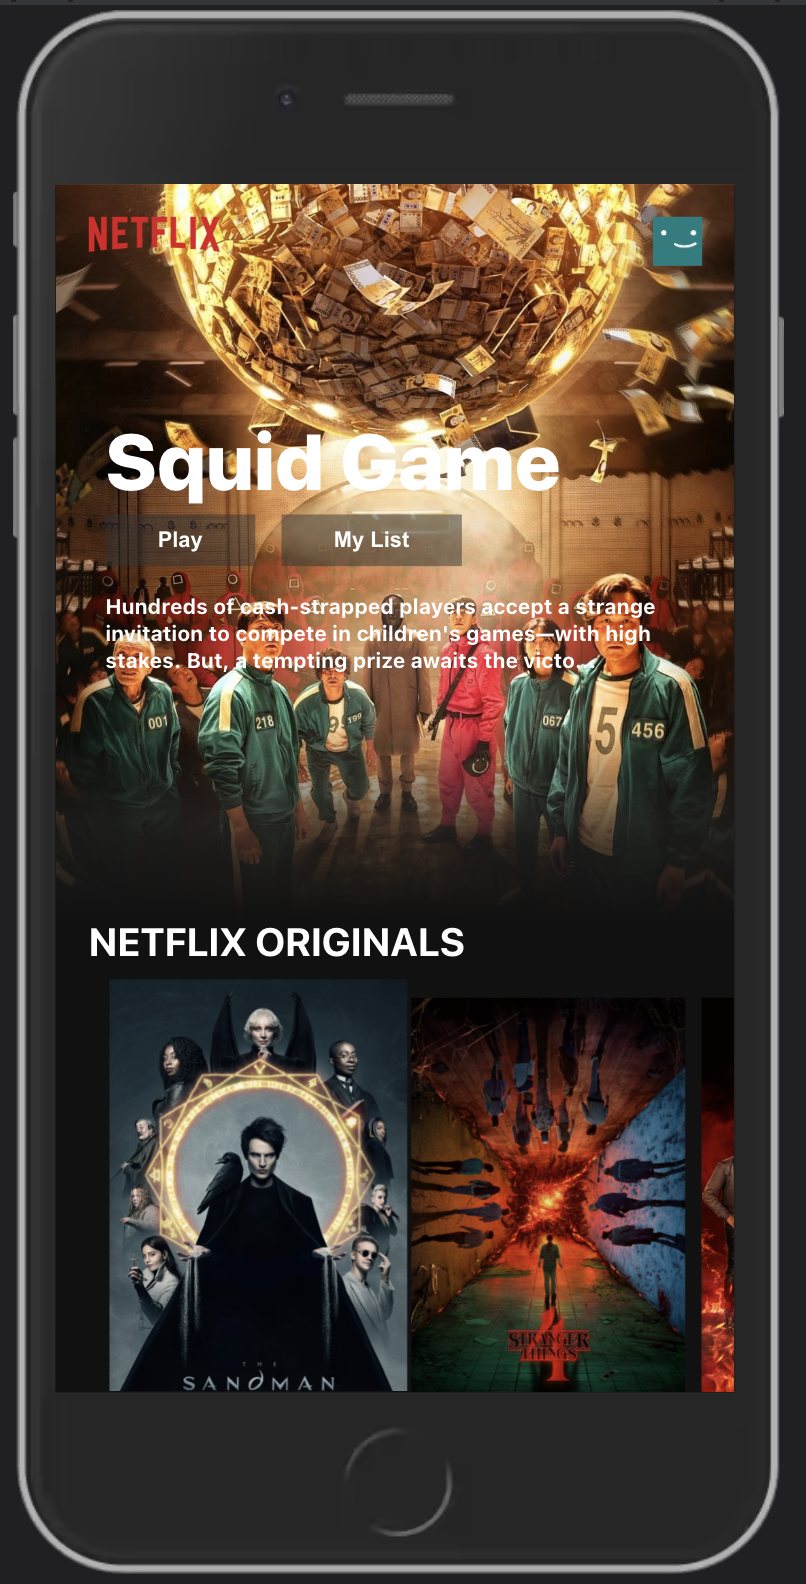 NETFLIX
Squid Game
Play
My List
Hundreds of cash-strapped players accept a strange
invitation to compete in children's games—with high
stakes. But, a tempting prize awaits the victo...
001
218
199
067
5
456
NETFLIX ORIGINALS
THE
SANDMAN
STRANGER
THINGS
4